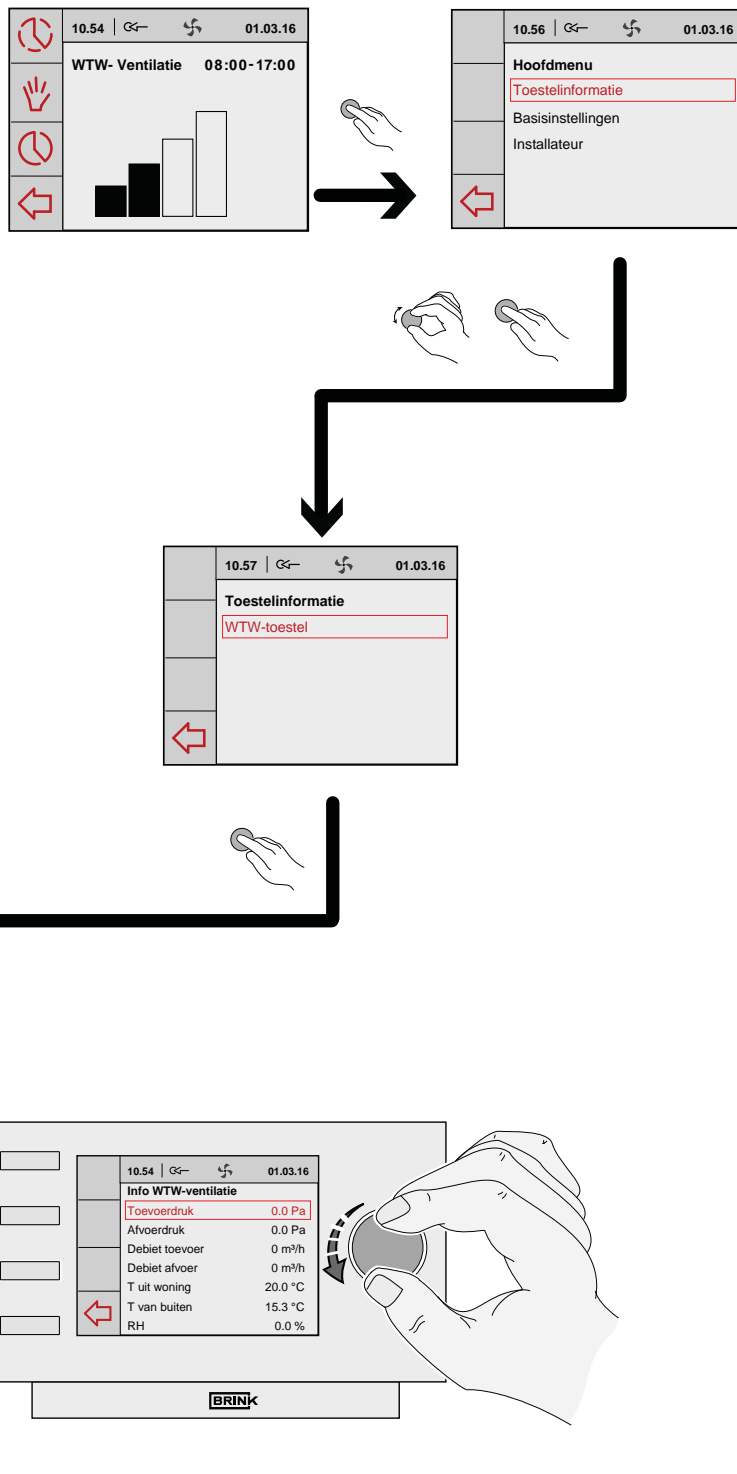 10.54 01.03.16
WTW- Ventilatie 08:00-17:00
10.56 01.03.16
Hoofdmenu
Toestelinformatie
Basisinstellingen
Installateur
10.57 01.03.16
Toestelinformatie
WTW-toestel
10.54 01.03.16
Info WTW-ventilatie
Toevoerdruk 0.0 Pa
Afvoerdruk 0.0 Pa
Debiet toevoer 0 m³/h
Debiet afvoer 0 m³/h
T uit woning 20.0 °C
T van buiten 15.3 °C
RH 0.0 %
BRINK